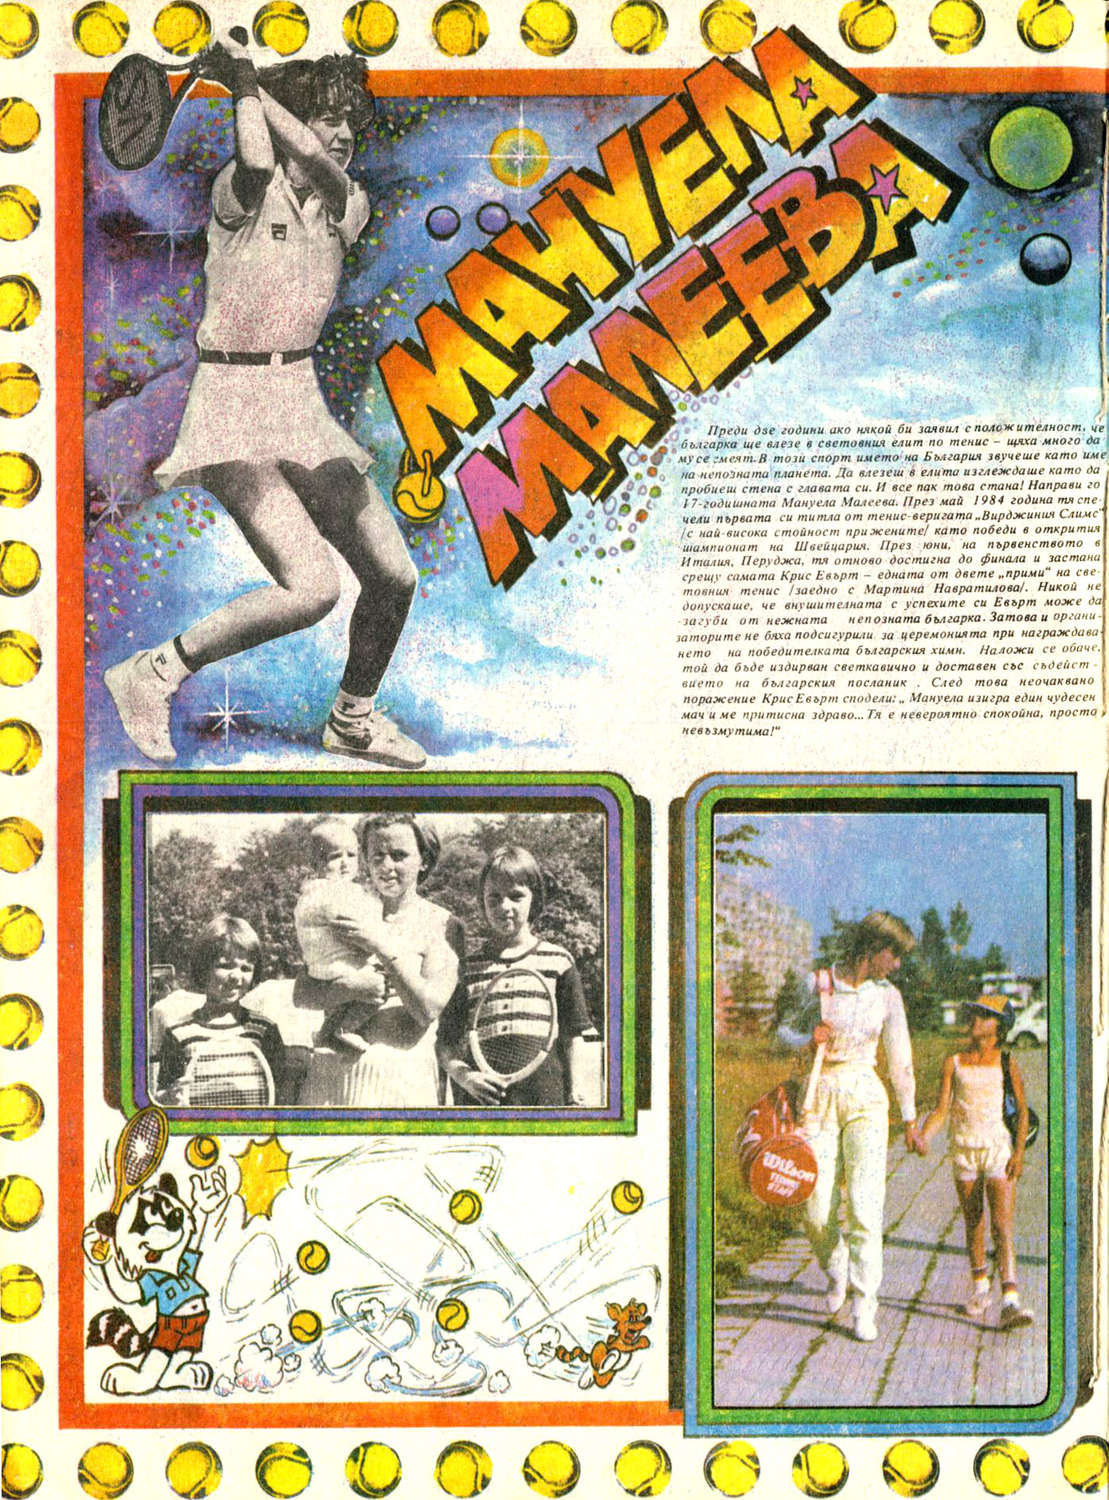 МАНУЕЛА
МАЛЕЕВА
Преди две години ако някой би заявил с положителност, че
българка ще влезе в световния елит по тенис – щяха много да
му се смеят. В този спорт името на България звучеше като име
на непозната планета. Да влезеш в елита изглеждаше като да
пробиеш стена с главата си. И все пак това стана! Направи го
17-годишната Мануела Малеева. През май 1984 година тя спе-
чели първата си титла от тенис-веригата „Вирджиния Слимс"
/с най-висока стойност при жените/ като победи в открития
шампионат на Швейцария. През юни, на първенството в
Италия, Перуджа, тя отново достигна до финала и застана
срещу самата Крис Евърт – едната от двете „прими" на све-
товния тенис /заедно с Мартина Навратилова/. Никой не
допускаше, че внушителната с успехите си Евърт може да
загуби от нежната непозната българка. Затова и органи-
заторите не бяха подсигурили за церемонията при награждава-
нето на победителката българския химн. Наложи се обаче,
той да бъде издирван светкавично и доставен със съдейст-
вието на българския посланик . След това неочаквано
поражение Крис Евърт сподели: „ Мануела изигра един чудесен
мач и ме притисна здраво... Тя е невероятно спокойна, просто
невъзмутима!"
Wilson
TENNIS
STAFF